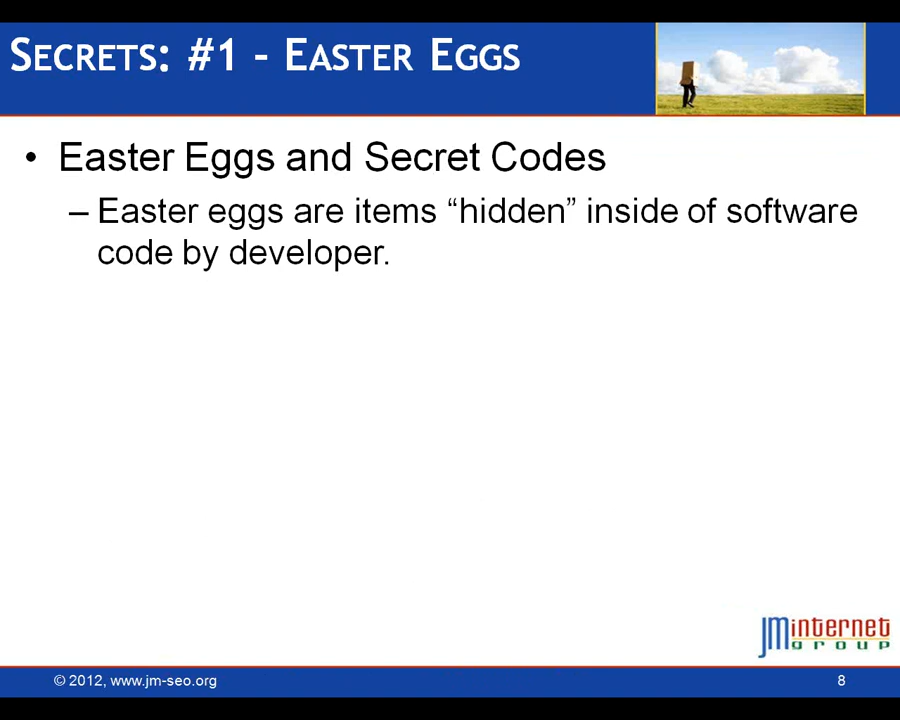 SECRETS: #1 - EASTER EGGS
• Easter Eggs and Secret Codes
– Easter eggs are items “hidden” inside of software
code by developer.
JMinternet
group
© 2012, www.jm-seo.org
8